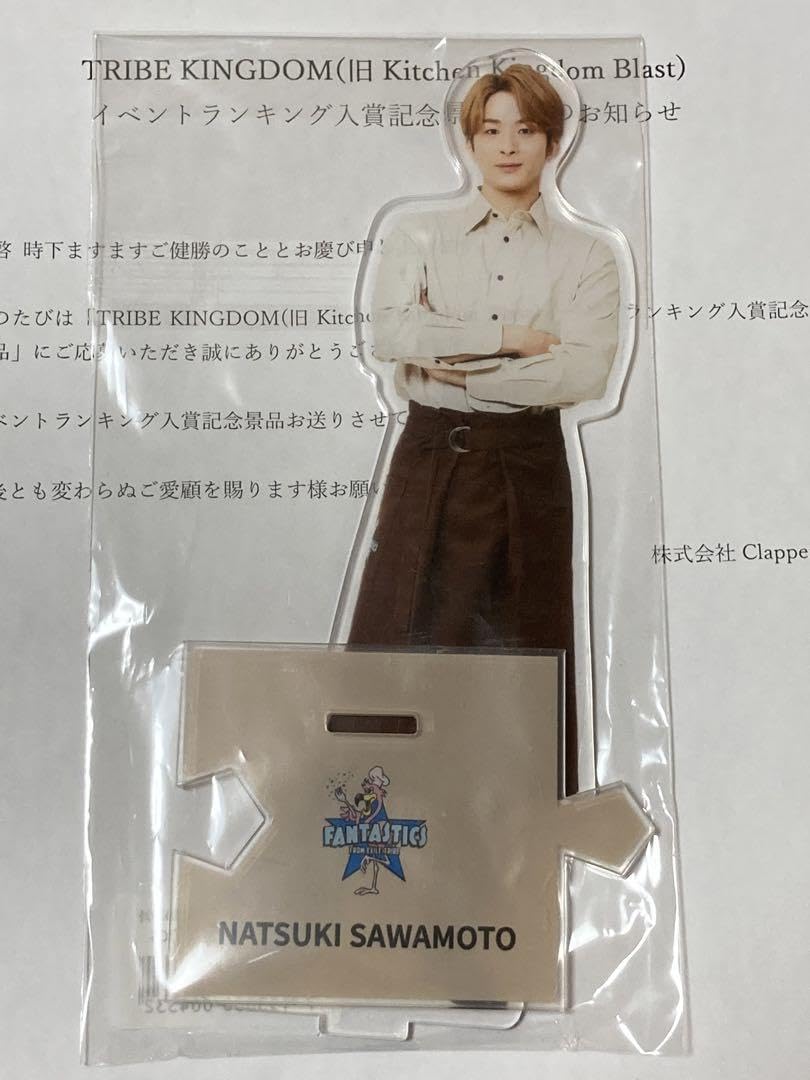 TRIBE KINGDOM(旧 Kitchen Kingdom Blast)
イベントランキング入賞記念景 のお知らせ
啓 時下ますますご健勝のこととお慶び申
のたびは「TRIBE KINGDOM(旧 Kitche ランキング入賞記念
品」にご応募いただき誠にありがとうござ
ベントランキング入賞記念景品お送りさせて
後とも変わらぬご愛顧を賜ります様お願い
株式会社 Clappe
FANTASTICS
FROM EXILE TRIBE
NATSUKI SAWAMOTO